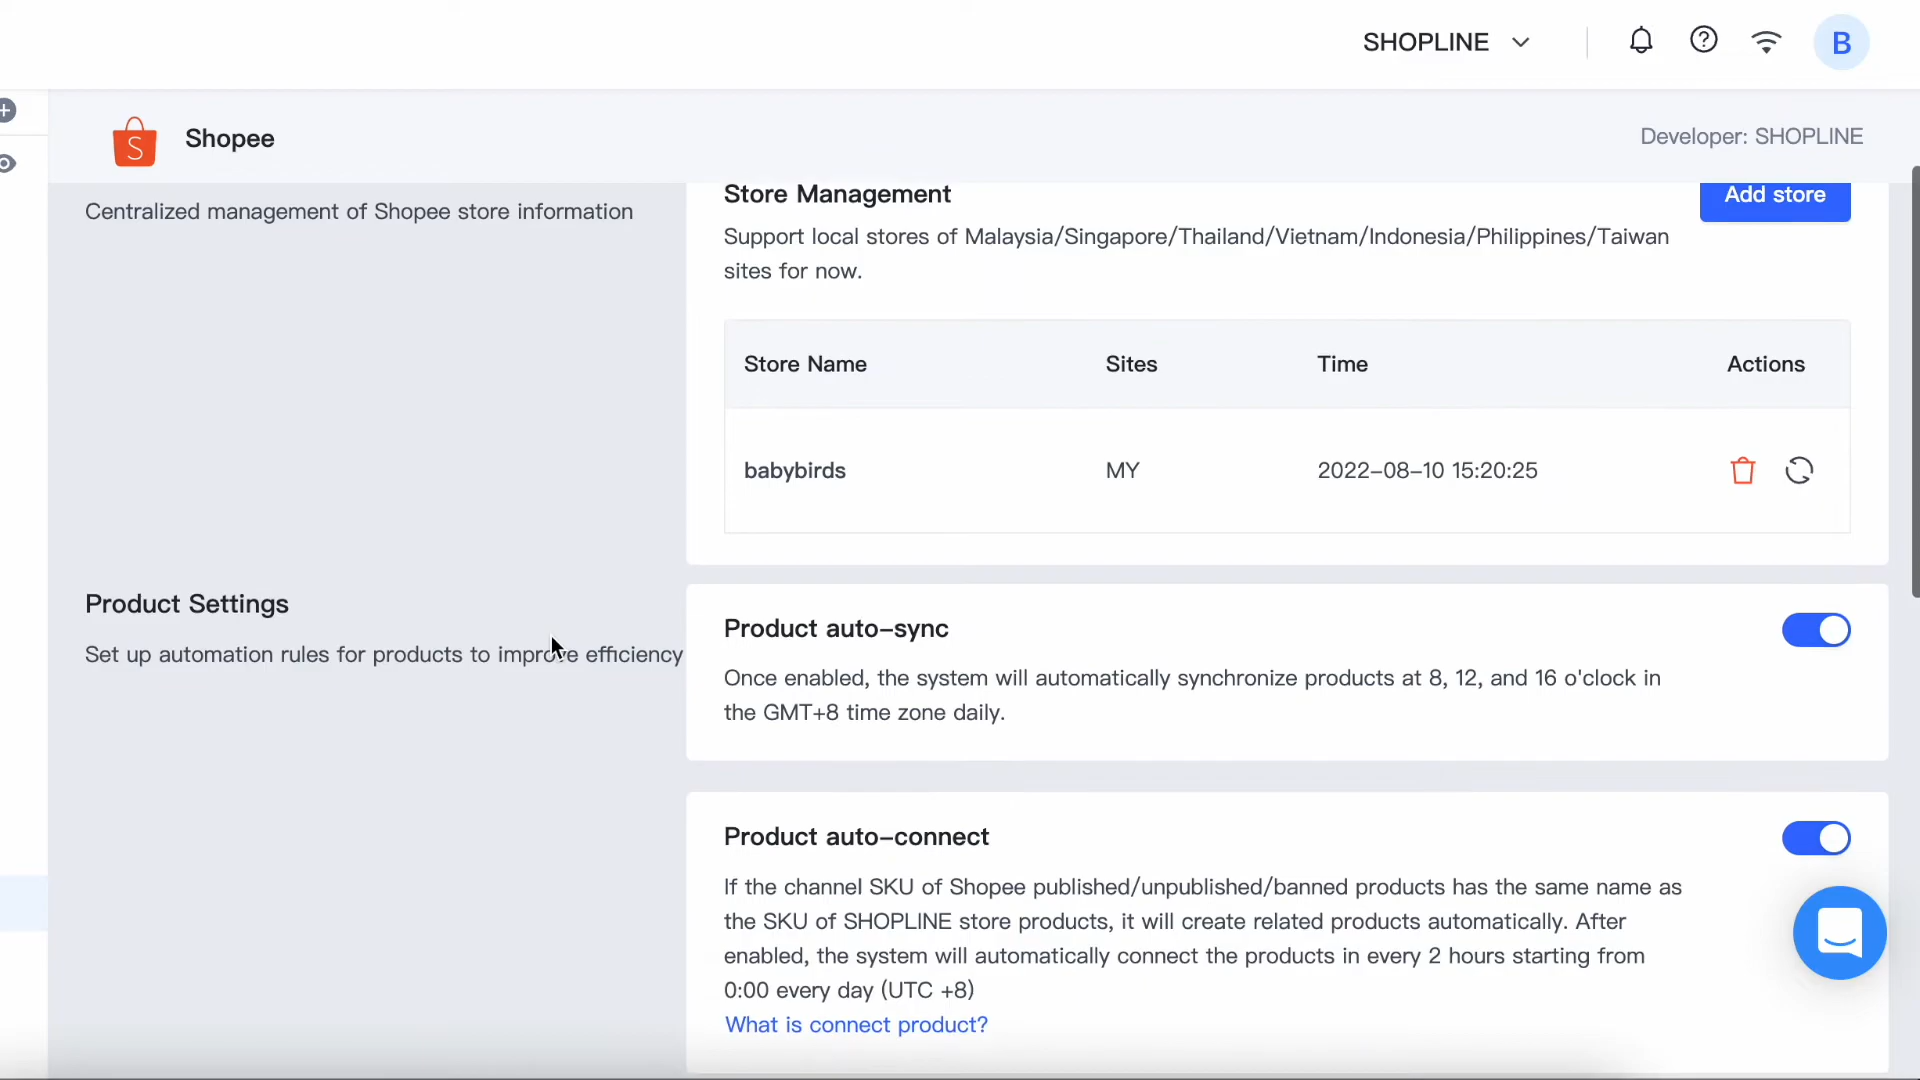 SHOPLINE
B
S
Shopee
Developer: SHOPLINE
Centralized management of Shopee store information
Store Management
Add store
Support local stores of Malaysia/Singapore/Thailand/Vietnam/Indonesia/Philippines/Taiwan
sites for now.
Store Name Sites Time Actions
babybirds MY 2022-08-10 15:20:25
Product Settings
Set up automation rules for products to improve efficiency
Product auto-sync
Once enabled, the system will automatically synchronize products at 8, 12, and 16 o'clock in
the GMT+8 time zone daily.
Product auto-connect
If the channel SKU of Shopee published/unpublished/banned products has the same name as
the SKU of SHOPLINE store products, it will create related products automatically. After
enabled, the system will automatically connect the products in every 2 hours starting from
0:00 every day (UTC +8)
What is connect product?